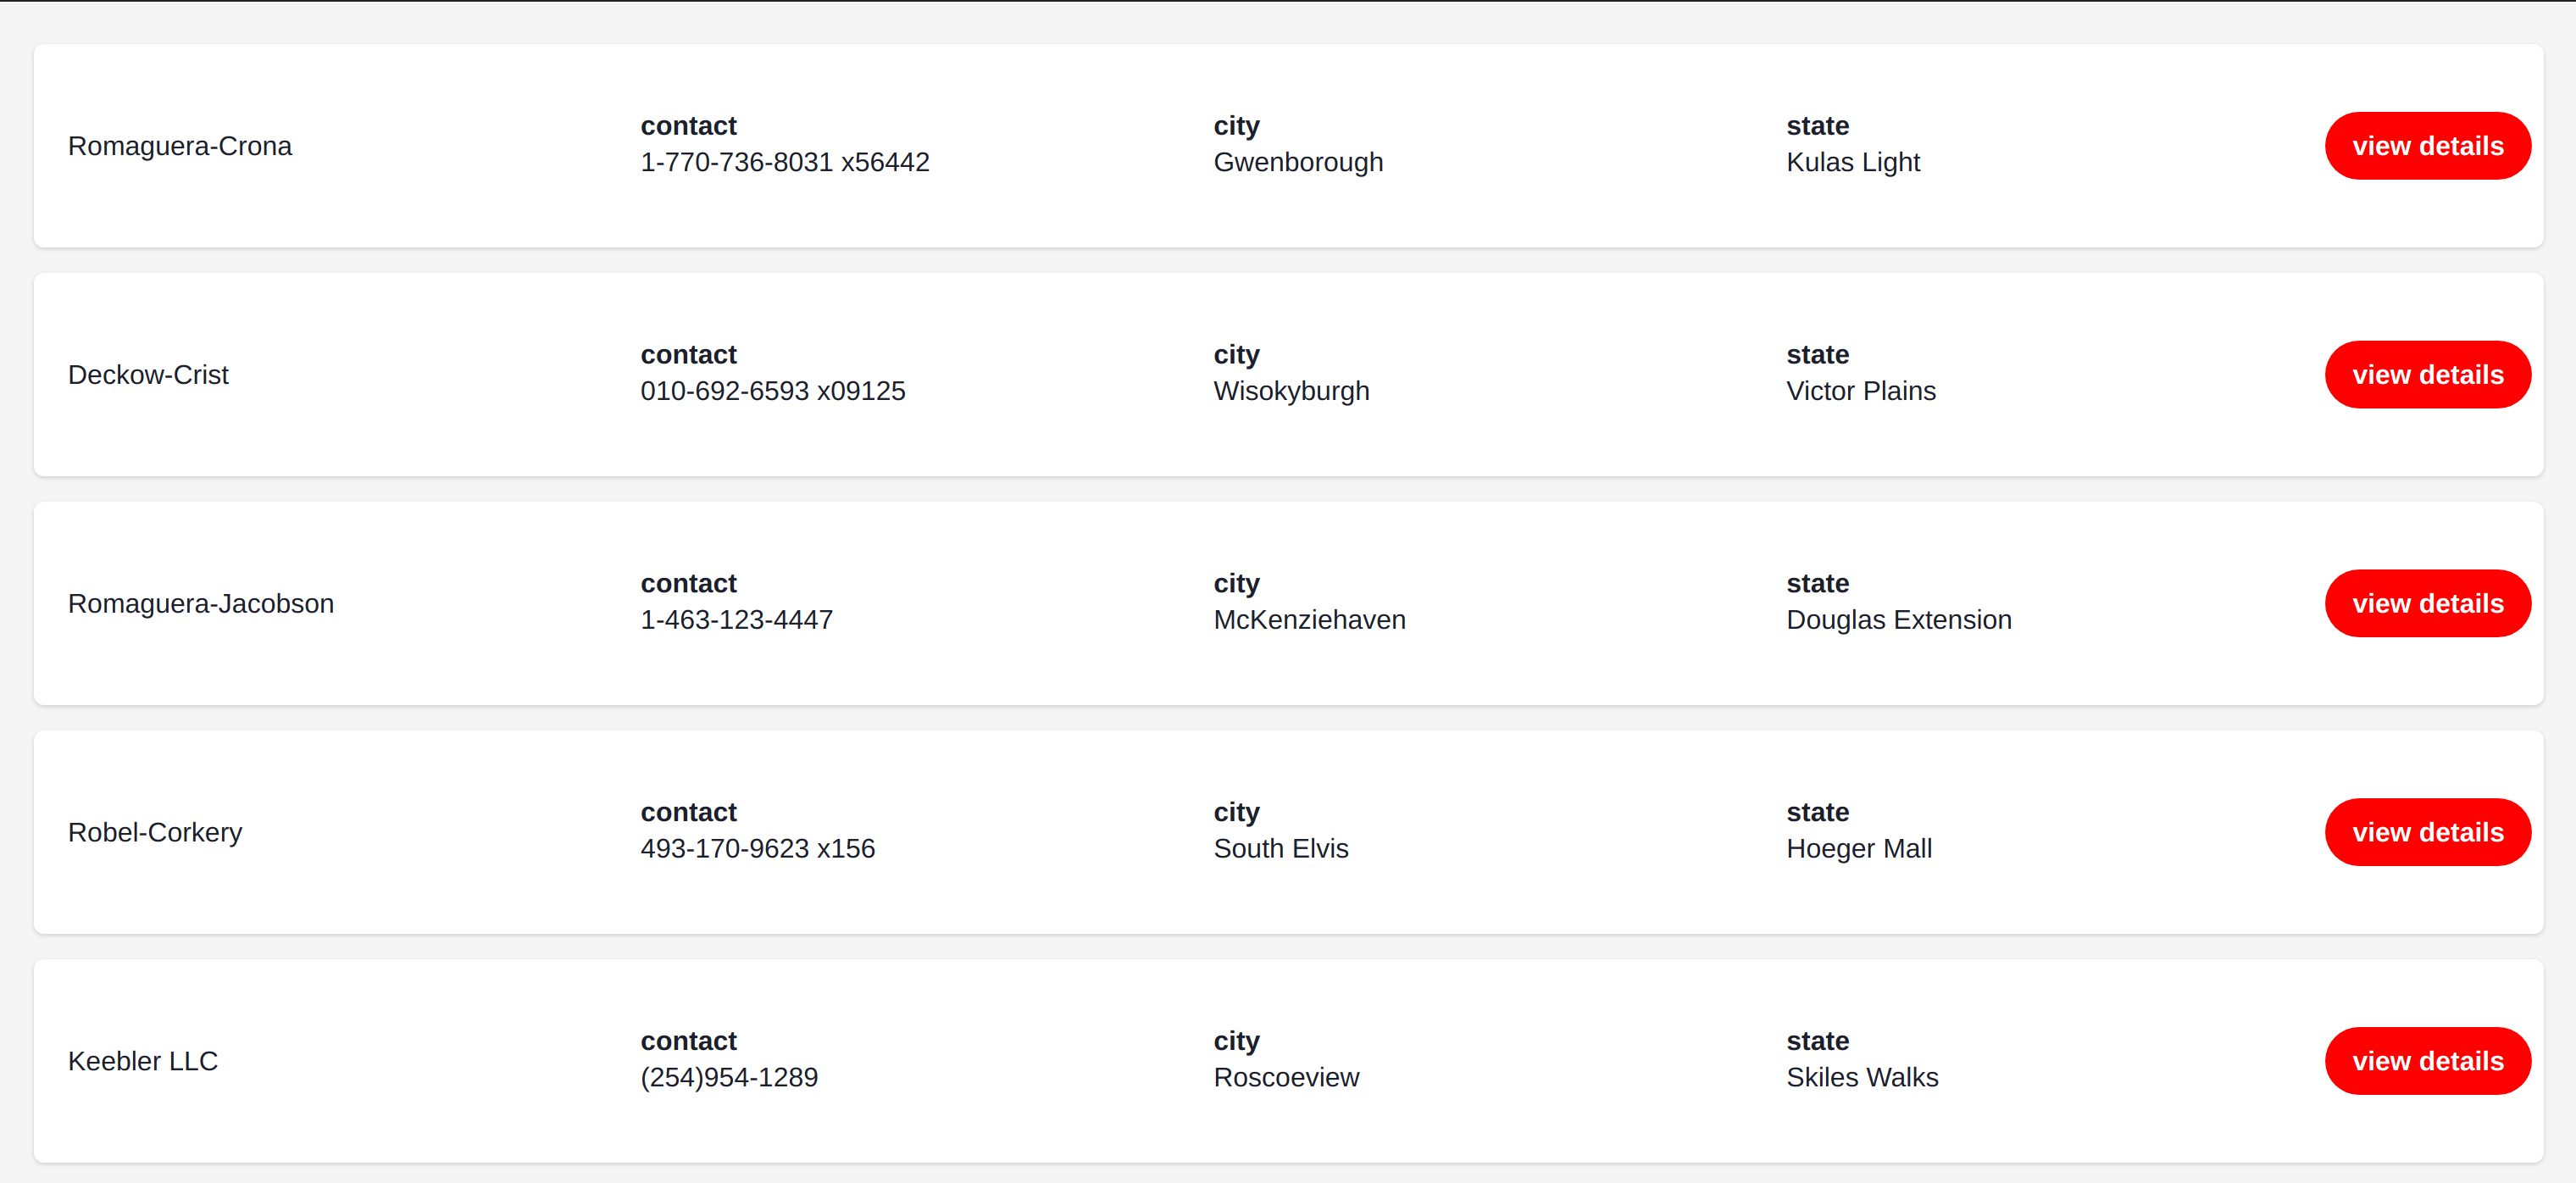 Romaguera-Crona
contact
1-770-736-8031 x56442
city
Gwenborough
state
Kulas Light
view details
Deckow-Crist
contact
010-692-6593 x09125
city
Wisokyburgh
state
Victor Plains
view details
Romaguera-Jacobson
contact
1-463-123-4447
city
McKenziehaven
state
Douglas Extension
view details
Robel-Corkery
contact
493-170-9623 x156
city
South Elvis
state
Hoeger Mall
view details
Keebler LLC
contact
(254)954-1289
city
Roscoeview
state
Skiles Walks
view details